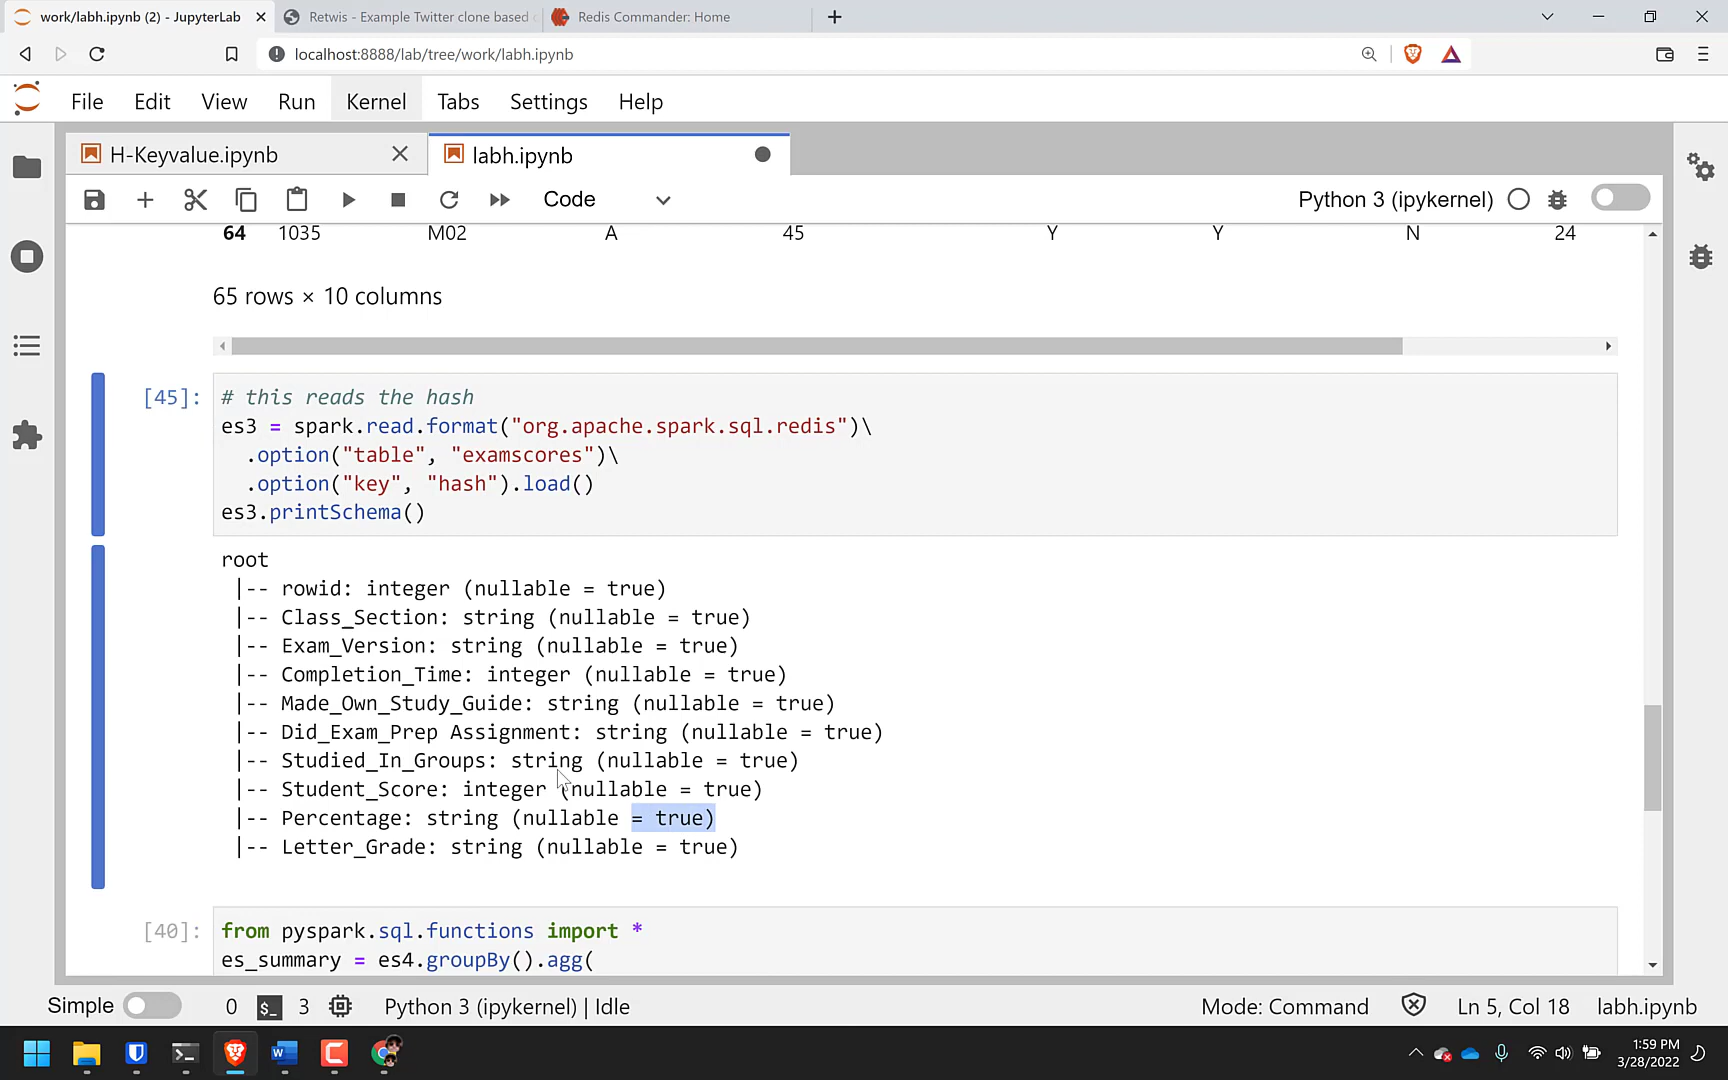 work/labh.ipynb (2) - JupyterLab
Retwis - Example Twitter clone based
Redis Commander: Home
localhost:8888/lab/tree/work/labh.ipynb
File Edit View Run Kernel Tabs Settings Help
H-Keyvalue.ipynb
labh.ipynb
Code
Python 3 (ipykernel)
64 1035 M02 A 45 Y Y N 24
65 rows × 10 columns
[45]:
# this reads the hash
es3 = spark.read.format("org.apache.spark.sql.redis")\
.option("table", "examscores")\
.option("key", "hash").load()
es3.printSchema()
root
|-- rowid: integer (nullable = true)
|-- Class_Section: string (nullable = true)
|-- Exam_Version: string (nullable = true)
|-- Completion_Time: integer (nullable = true)
|-- Made_Own_Study_Guide: string (nullable = true)
|-- Did_Exam_Prep Assignment: string (nullable = true)
|-- Studied_In_Groups: string (nullable = true)
|-- Student_Score: integer (nullable = true)
|-- Percentage: string (nullable = true)
|-- Letter_Grade: string (nullable = true)
[40]:
from pyspark.sql.functions import *
es_summary = es4.groupBy().agg(
Simple 0 $_ 3 Python 3 (ipykernel) | Idle Mode: Command Ln 5, Col 18 labh.ipynb
1:59 PM
3/28/2022